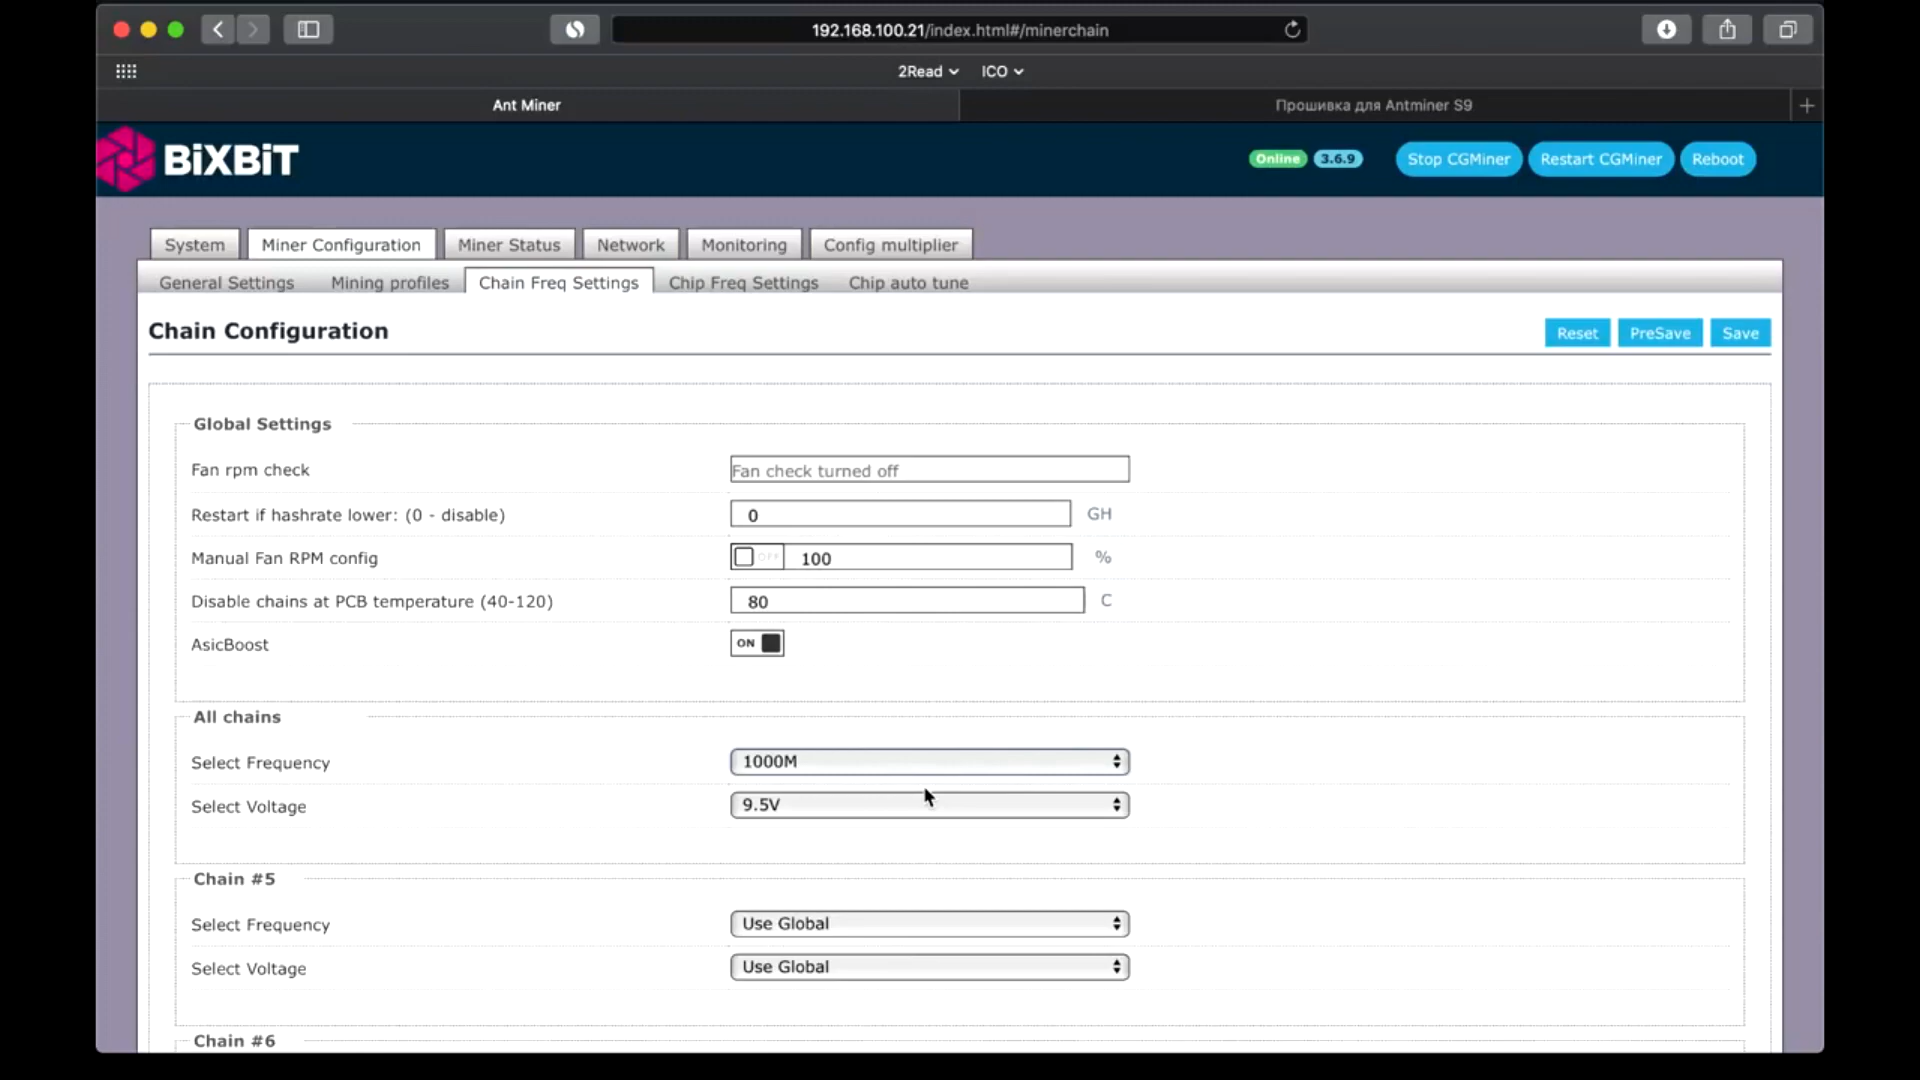 192.168.100.21/index.html#/minerchain
2Read ICO
Ant Miner Прошивка для Antminer S9
BiXBiT Online 3.6.9 Stop CGMiner Restart CGMiner Reboot
System Miner Configuration Miner Status Network Monitoring Config multiplier
General Settings Mining profiles Chain Freq Settings Chip Freq Settings Chip auto tune
Chain Configuration Reset PreSave Save
Global Settings
Fan rpm check Fan check turned off
Restart if hashrate lower: (0 - disable) 0 GH
Manual Fan RPM config OFF 100 %
Disable chains at PCB temperature (40-120) 80 C
AsicBoost ON
All chains
Select Frequency 1000M
Select Voltage 9.5V
Chain #5
Select Frequency Use Global
Select Voltage Use Global
Chain #6